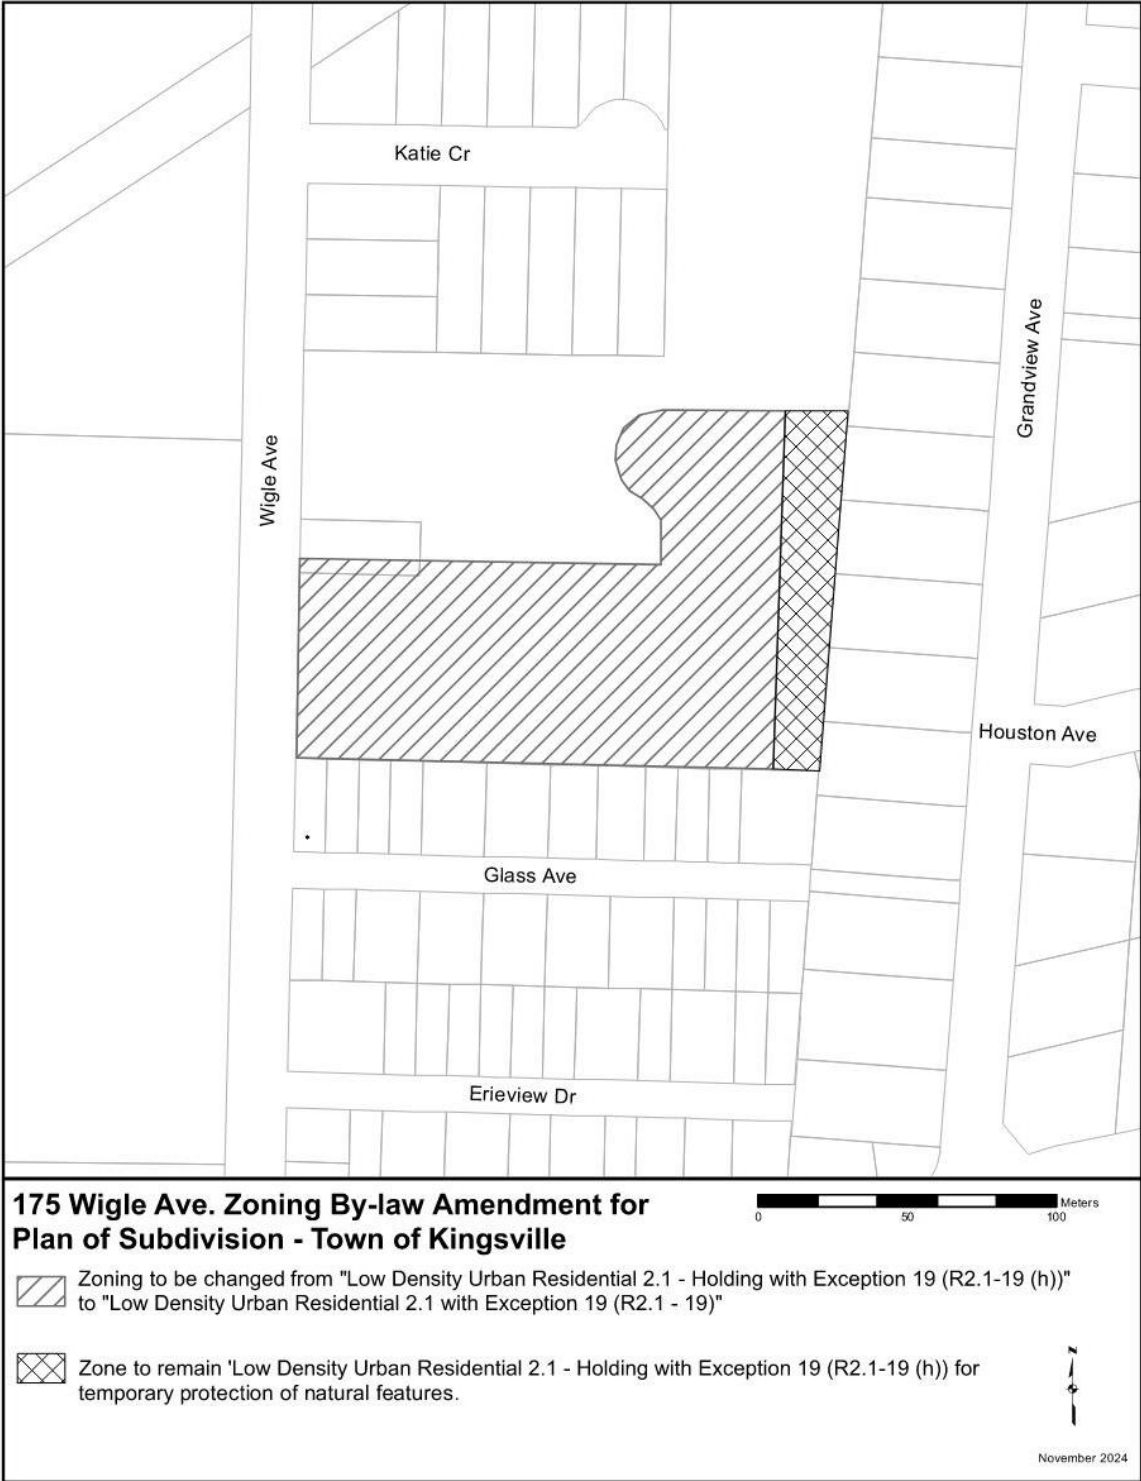 Katie Cr
Grandview Ave
Wigle Ave
Houston Ave
Glass Ave
Erieview Dr
175 Wigle Ave. Zoning By-law Amendment for
Plan of Subdivision - Town of Kingsville
Meters
0 50 100
Zoning to be changed from "Low Density Urban Residential 2.1 - Holding with Exception 19 (R2.1-19 (h))"
to "Low Density Urban Residential 2.1 with Exception 19 (R2.1 - 19)"
Zone to remain 'Low Density Urban Residential 2.1 - Holding with Exception 19 (R2.1-19 (h)) for
temporary protection of natural features.
N
November 2024